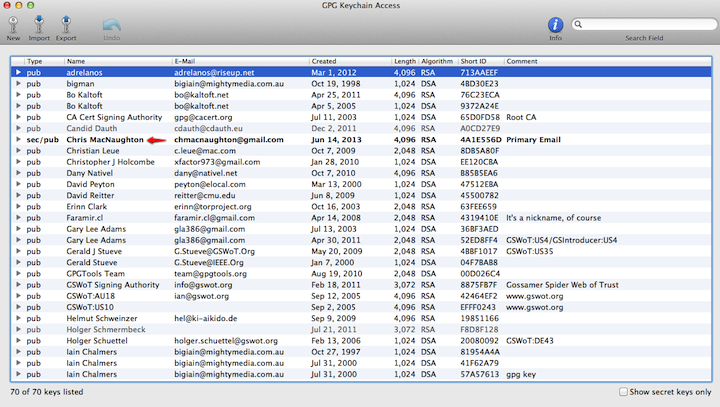 GPG Keychain Access
New Import Export Undo Info Search Field
Type Name E-Mail Created Length Algorithm Short ID Comment
pub adrelanos adrelanos@riseup.net Mar 1, 2012 4,096 RSA 713AAEEF
pub bigman bigiain@mightymedia.com.au Oct 19, 1998 1,024 DSA 4BD30E23
pub Bo Kaltoft bo@kaltoft.net Apr 25, 2011 4,096 RSA 76C23ECA
pub Bo Kaltoft bo@kaltoft.net Apr 5, 2005 1,024 DSA 9372A24E
pub CA Cert Signing Authority gpg@cacert.org Jul 11, 2003 1,024 DSA 65D0FD58 Root CA
pub Candid Dauth cdauth@cdauth.eu Dec 2, 2011 4,096 RSA A0CD27E9
sec/pub Chris MacNaughton chmacnaughton@gmail.com Jun 14, 2013 4,096 RSA 4A1E556D Primary Email
pub Christian Leue c.leue@mac.com Oct 7, 2009 2,048 RSA 8DB5A80F
pub Christopher J Holcombe xfactor973@gmail.com Jan 28, 2010 1,024 DSA EE120CBA
pub Dany Nativel dany@nativel.net Oct 7, 2010 2,048 RSA B85B5EA6
pub David Peyton peyton@elocal.com Mar 13, 2000 1,024 DSA 47512EBA
pub David Reitter reitter@cmu.edu Jun 8, 2009 1,024 DSA 45500782
pub Erinn Clark erinn@torproject.org Oct 16, 2003 2,048 RSA 63FEE659
pub Faramir.cl faramir.cl@gmail.com Apr 14, 2008 2,048 RSA 4319410E It's a nickname, of course
pub Gary Lee Adams gla386@gmail.com Jul 13, 2003 1,024 DSA 36BF3AED
pub Gary Lee Adams gla386@gmail.com Apr 30, 2011 2,048 RSA 52ED8FF4 GSWoT:US4/GSIntroducer:US4
pub Gerald J Stueve G.Stueve@GSWoT.Org May 20, 2009 2,048 RSA 4BBF1017 GSWoT:US35
pub Gerald Stueve G.Stueve@IEEE.Org Jan 7, 2000 1,024 DSA 04F7BAB8
pub GPGTools Team team@gpgtools.org Aug 19, 2010 2,048 DSA 00D026C4
pub GSWoT Signing Authority info@gswot.org Feb 18, 2011 3,072 RSA 8875FB7F Gossamer Spider Web of Trust
pub GSWoT:AU18 ian@gswot.org Sep 12, 2005 4,096 RSA 42464EF2 www.gswot.org
pub GSWoT:US10 Sep 2, 2002 1,024 DSA 6443F053 www.gswot.org
pub Helmut Schweinzer hel@ki-aikido.de Sep 9, 2009 4,096 RSA 19851166
pub Holger Schmermbeck Jul 21, 2011 3,072 RSA F8D8F128
pub Holger Schuettel holger.schuettel@gswot.org Feb 13, 2006 1,024 DSA 20080092 GSWoT:DE43
pub Iain Chalmers bigiain@mightymedia.com.au Oct 27, 1997 1,024 DSA 81954A4A
pub Iain Chalmers bigiain@mightymedia.com.au Jul 31, 2000 1,024 DSA 41F62A79
pub Iain Chalmers bigiain@mightymedia.com.au Jul 31, 2000 1,024 DSA 57A57613 gpg key
70 of 70 keys listed Show secret keys only